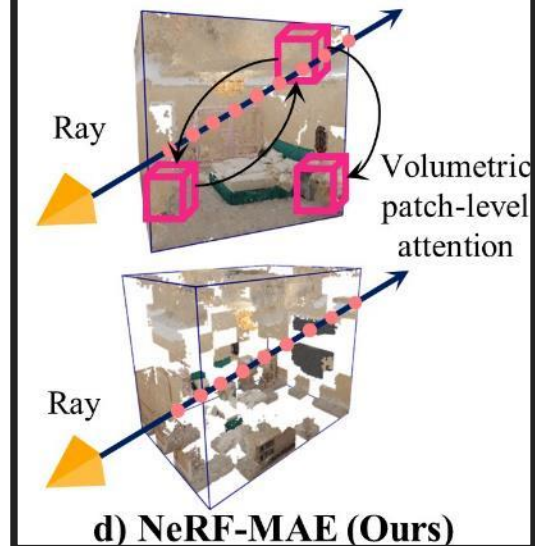 Ray
Volumetric
patch-level
attention
Ray
d) NeRF-MAE (Ours)